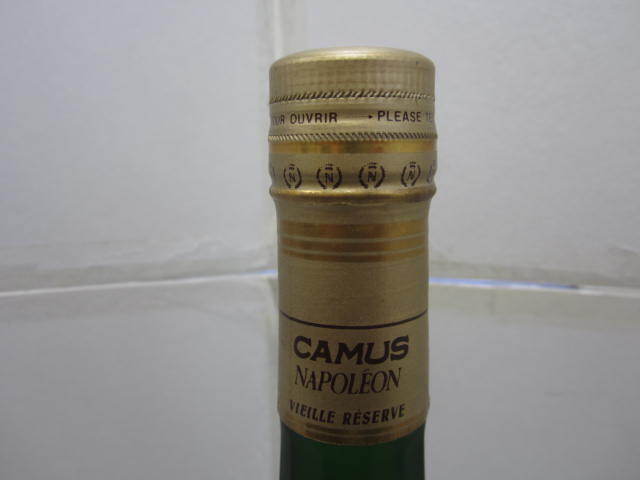 OUVRIR PLEASE
N N N N
CAMUS
NAPOLÉON
VIEILLE RÉSERVE